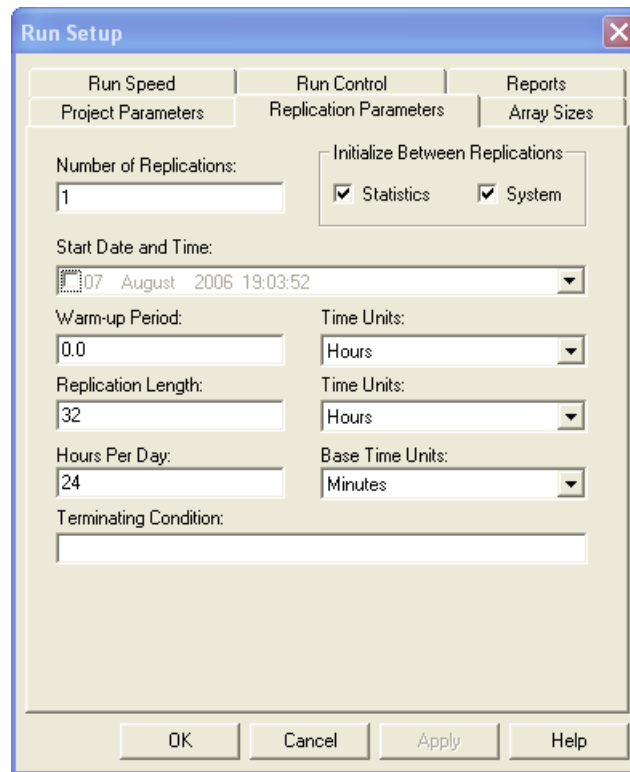 Run Setup
Run Speed Run Control Reports
Project Parameters Replication Parameters Array Sizes
Number of Replications:
1
Initialize Between Replications
Statistics System
Start Date and Time:
07 August 2006 19:03:52
Warm-up Period: Time Units:
0.0 Hours
Replication Length: Time Units:
32 Hours
Hours Per Day: Base Time Units:
24 Minutes
Terminating Condition:
OK Cancel Apply Help